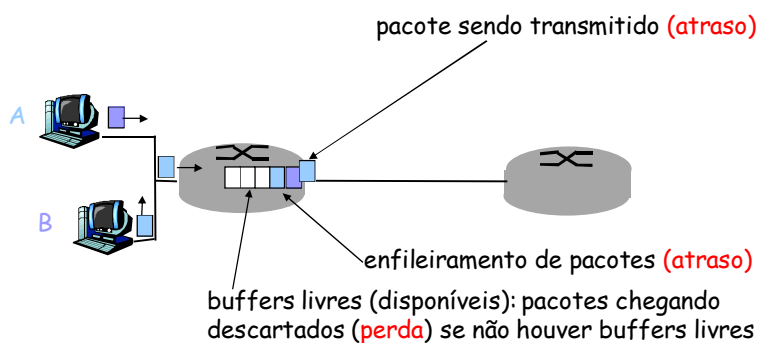 pacote sendo transmitido (atraso)
A
B
enfileiramento de pacotes (atraso)
buffers livres (disponíveis): pacotes chegando
descartados (perda) se não houver buffers livres